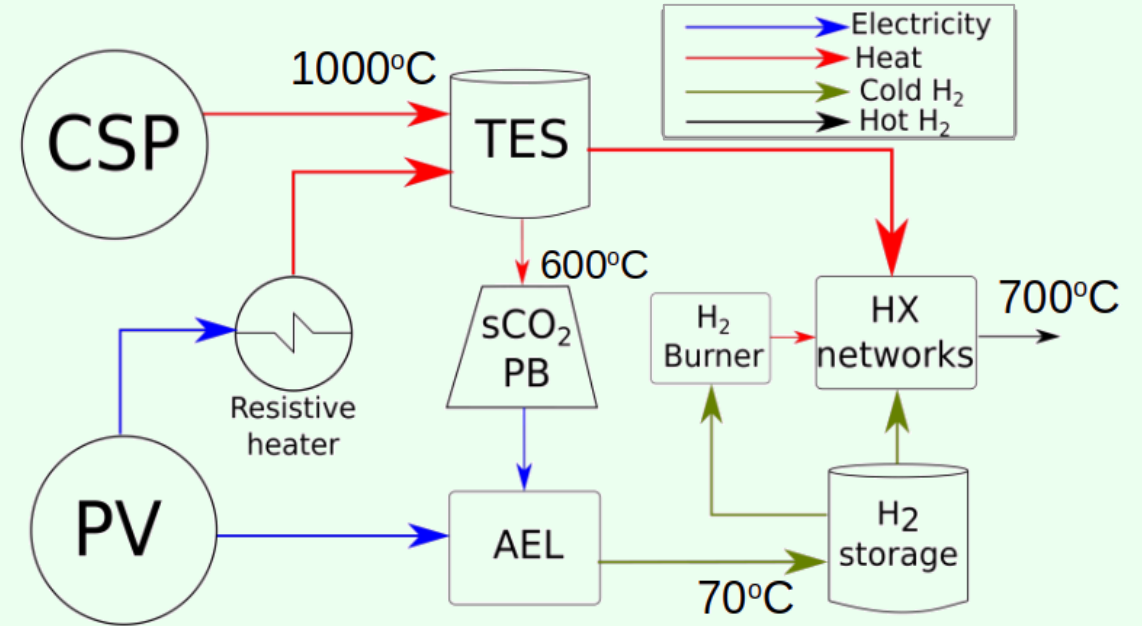 Electricity
Heat
Cold H₂
Hot H₂
1000°C
CSP
TES
600°C
700°C
sCO₂
PB
H₂
Burner
HX
networks
Resistive
heater
PV
AEL
H2
storage
70°C